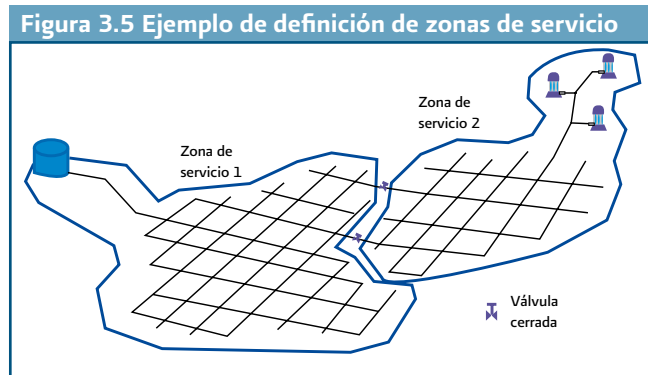 Figura 3.5 Ejemplo de definición de zonas de servicio
Zona de
servicio 2
Zona de
servicio 1
Válvula
cerrada